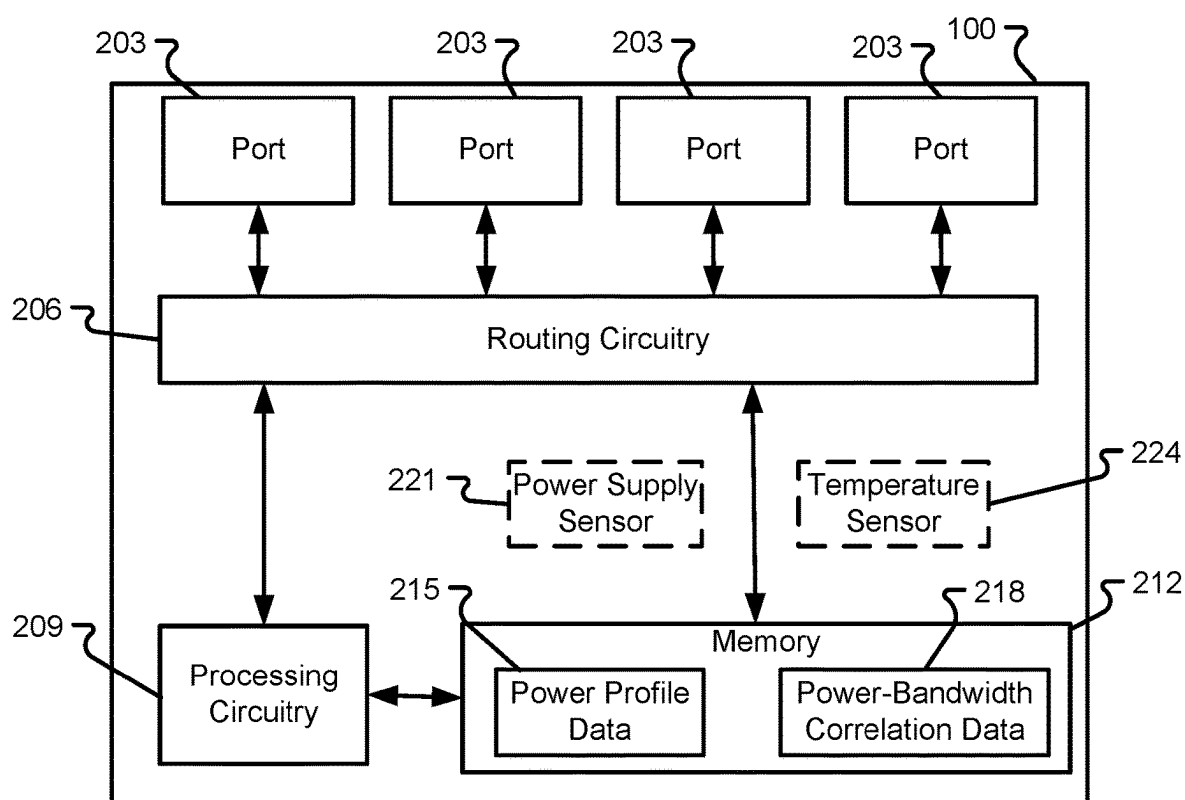 203
203
203
203
100
Port
Port
Port
Port
206
Routing Circuitry
221
Power Supply
Sensor
Temperature
Sensor
224
215
218
212
209
Processing
Circuitry
Memory
Power Profile
Data
Power-Bandwidth
Correlation Data